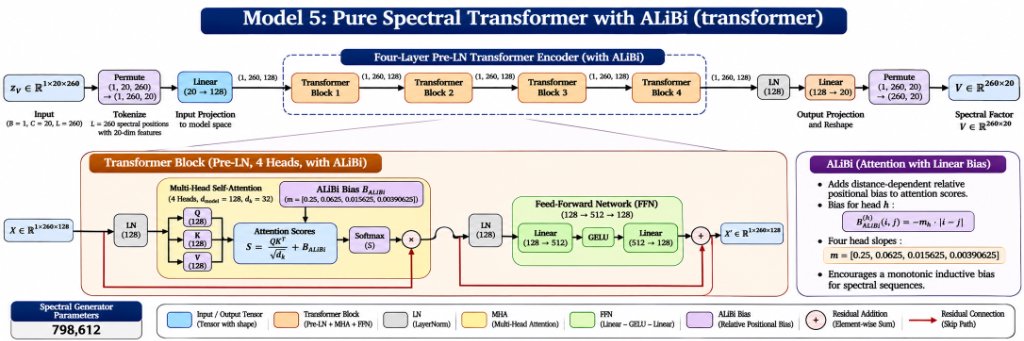 Model 5: Pure Spectral Transformer with ALiBi (transformer)
Four-Layer Pre-LN Transformer Encoder (with ALiBi)
z_V ∈ ℝ^{1×20×260}
Input
(B = 1, C = 20, L = 260)
Permute
(1, 20, 260)
→ (1, 260, 20)
Tokenize
L = 260 spectral positions
with 20-dim features
Linear
(20 → 128)
Input Projection
to model space
(1, 260, 128)
Transformer
Block 1
(1, 260, 128)
Transformer
Block 2
(1, 260, 128)
Transformer
Block 3
(1, 260, 128)
Transformer
Block 4
(1, 260, 128)
LN
(128)
Linear
(128 → 20)
Output Projection
and Reshape
Permute
(1, 260, 20)
→ (260, 20)
V ∈ ℝ^{260×20}
Spectral Factor
V ∈ ℝ^{260×20}
Transformer Block (Pre-LN, 4 Heads, with ALiBi)
X ∈ ℝ^{1×260×128}
LN
(128)
Multi-Head Self-Attention
(4 Heads, d_model = 128, d_k = 32)
Q
(128)
K
(128)
V
(128)
ALiBi Bias B_ALiBi
(m = [0.25, 0.0625, 0.015625, 0.00390625])
Attention Scores
S = QK^T / √d_k + B_ALiBi
Softmax
(S)
×
LN
(128)
Feed-Forward Network (FFN)
(128 → 512 → 128)
Linear
(128 → 512)
GELU
Linear
(512 → 128)
+
X' ∈ ℝ^{1×260×128}
ALiBi (Attention with Linear Bias)
• Adds distance-dependent relative
positional bias to attention scores.
• Bias for head h :
B^{(h)}_{ALiBi}(i, j) = −m_h · |i − j|
• Four head slopes :
m = [0.25, 0.0625, 0.015625, 0.00390625]
• Encourages a monotonic inductive bias
for spectral sequences.
Spectral Generator
Parameters
798,612
Input / Output Tensor
(Tensor with shape)
Transformer Block
(Pre-LN + MHA + FFN)
LN
LN
(LayerNorm)
MHA
(Multi-Head Attention)
FFN
(Linear – GELU – Linear)
ALiBi Bias
(Relative Positional Bias)
+
Residual Addition
(Element-wise Sum)
Residual Connection
(Skip Path)